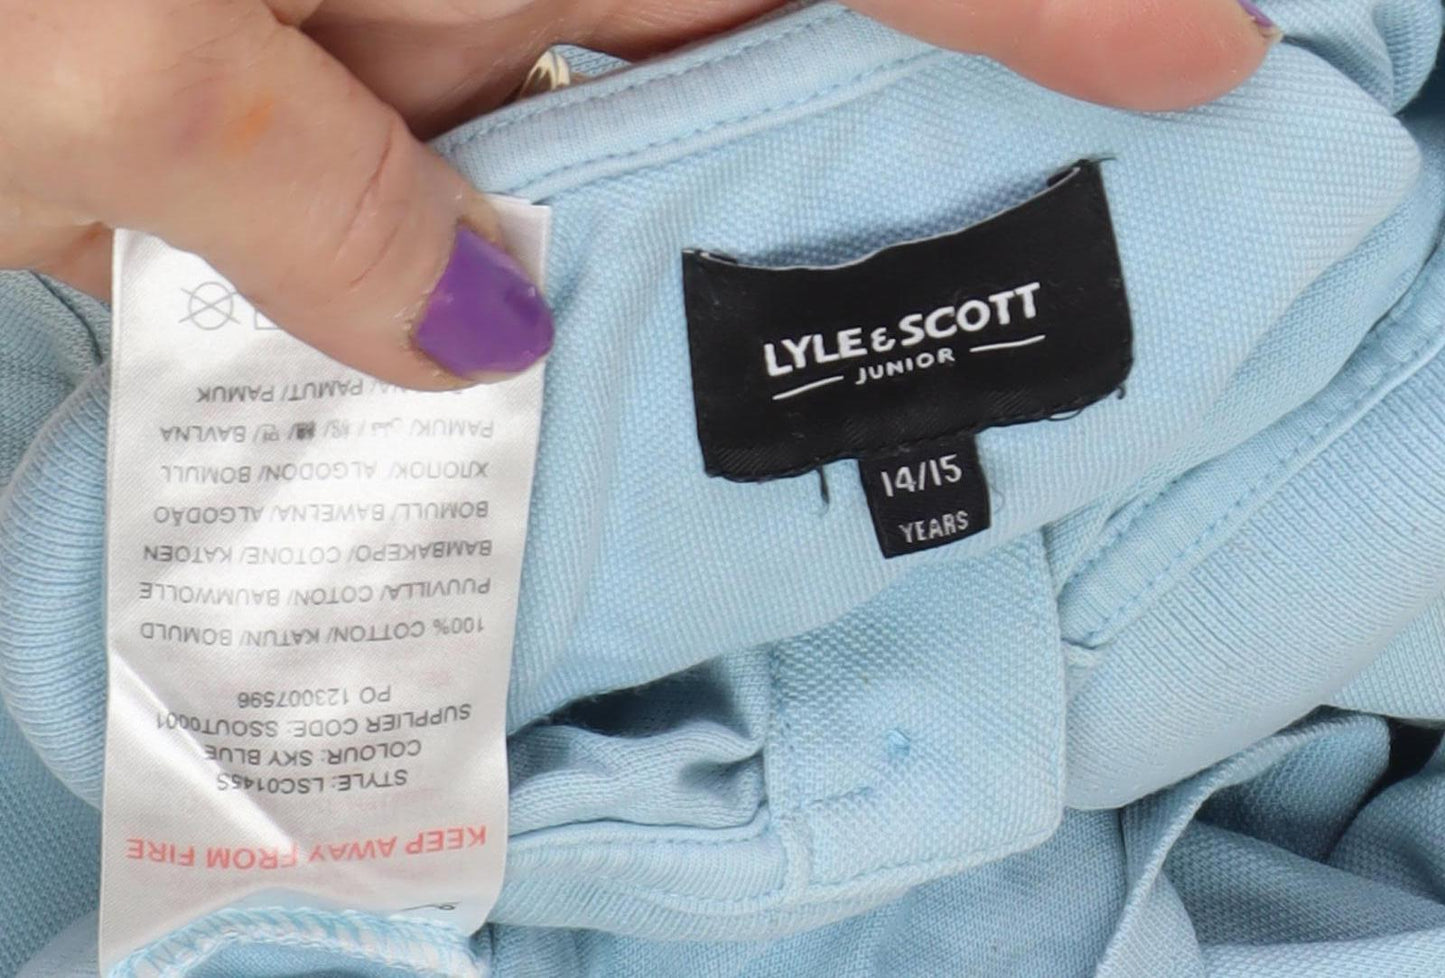 LYLE & SCOTT
JUNIOR
14/15
YEARS
KEEP AWAY FROM FIRE
STYLE: LSC0145S
COLOUR: SKY BLUE
SUPPLIER CODE: SSOUT0001
PO 123007596
100% COTTON/ KATUN/ BOMULD
PUUVILLA/ COTON/ BAUMWOLLE
ΒΑΜΒΑΚΕΡΟ/ COTONE/ KATOEN
BOMULL/ BAWEŁNA/ ALGODÃO
ХЛОПОК/ ALGODON/ BOMULL
PAMUK/ BAVLNA
PAMUT/ PAMUK